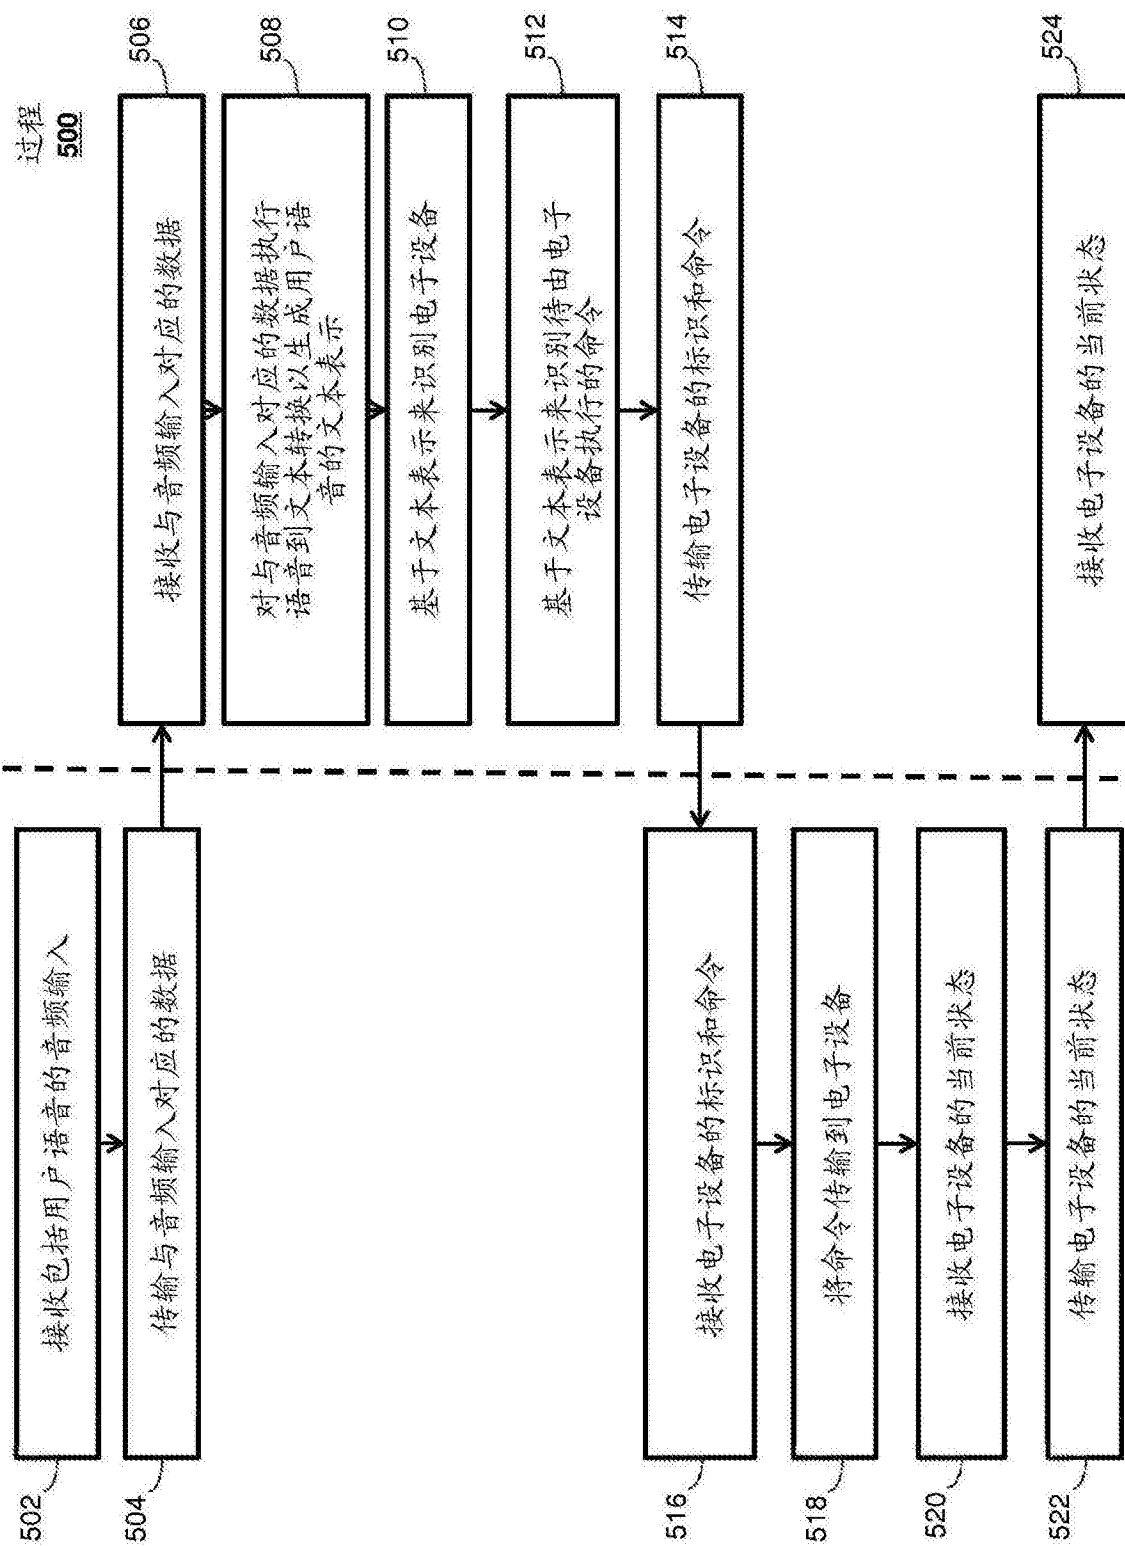 过程
500
502
接收包括用户语音的音频输入
504
传输与音频输入对应的数据
506
接收与音频输入对应的数据
508
对与音频输入对应的数据执行
语音到文本转换以生成用户语
音的文本表示
510
基于文本表示来识别电子设备
512
基于文本表示来识别待由电子
设备执行的命令
514
传输电子设备的标识和命令
516
接收电子设备的标识和命令
518
将命令传输到电子设备
520
接收电子设备的当前状态
522
传输电子设备的当前状态
524
接收电子设备的当前状态